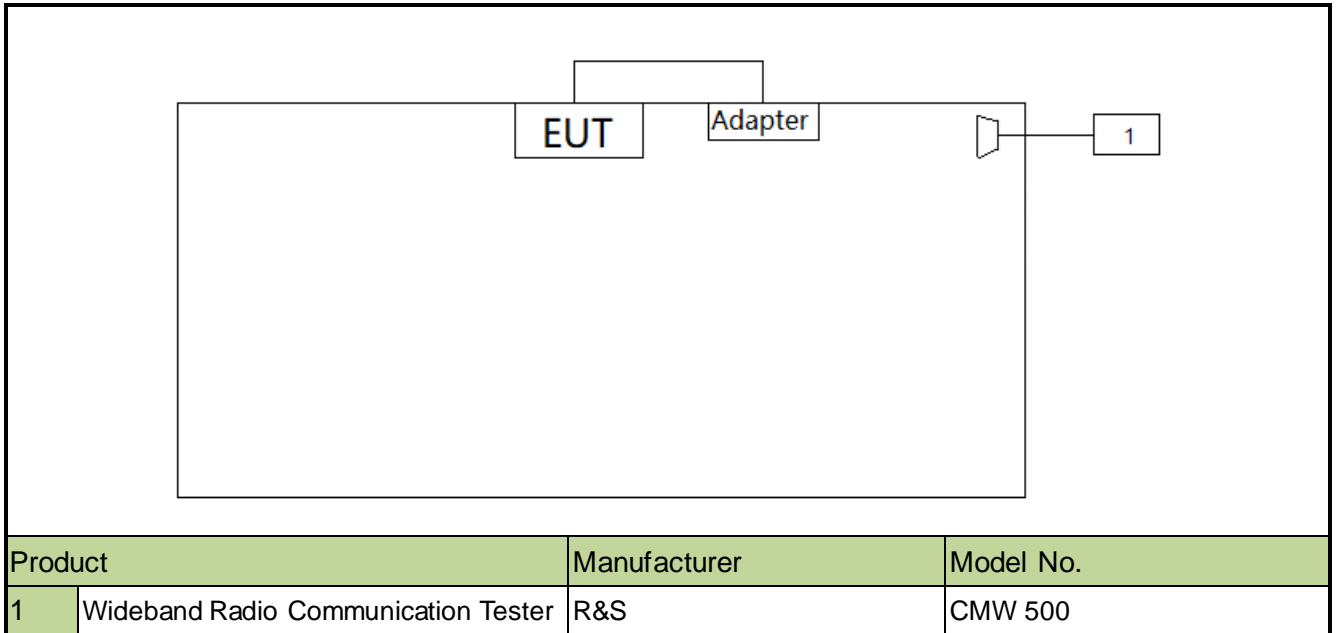 EUT
Adapter
1
Product Manufacturer Model No.
1 Wideband Radio Communication Tester R&S CMW 500